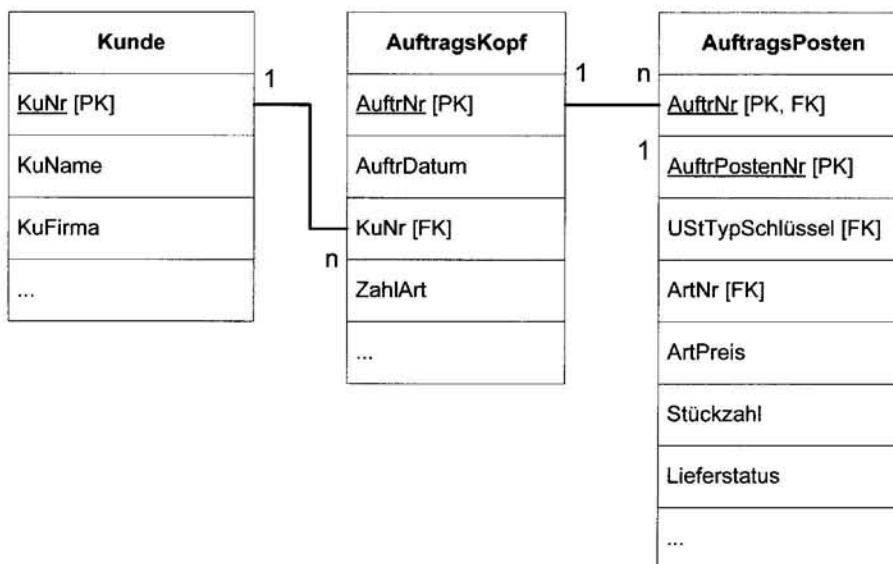 Kunde
KuNr [PK]
KuName
KuFirma
...
1
n
AuftragsKopf
AuftrNr [PK]
AuftrDatum
KuNr [FK]
ZahlArt
...
1
n
1
AuftragsPosten
AuftrNr [PK, FK]
AuftrPostenNr [PK]
UStTypSchlüssel [FK]
ArtNr [FK]
ArtPreis
Stückzahl
Lieferstatus
...